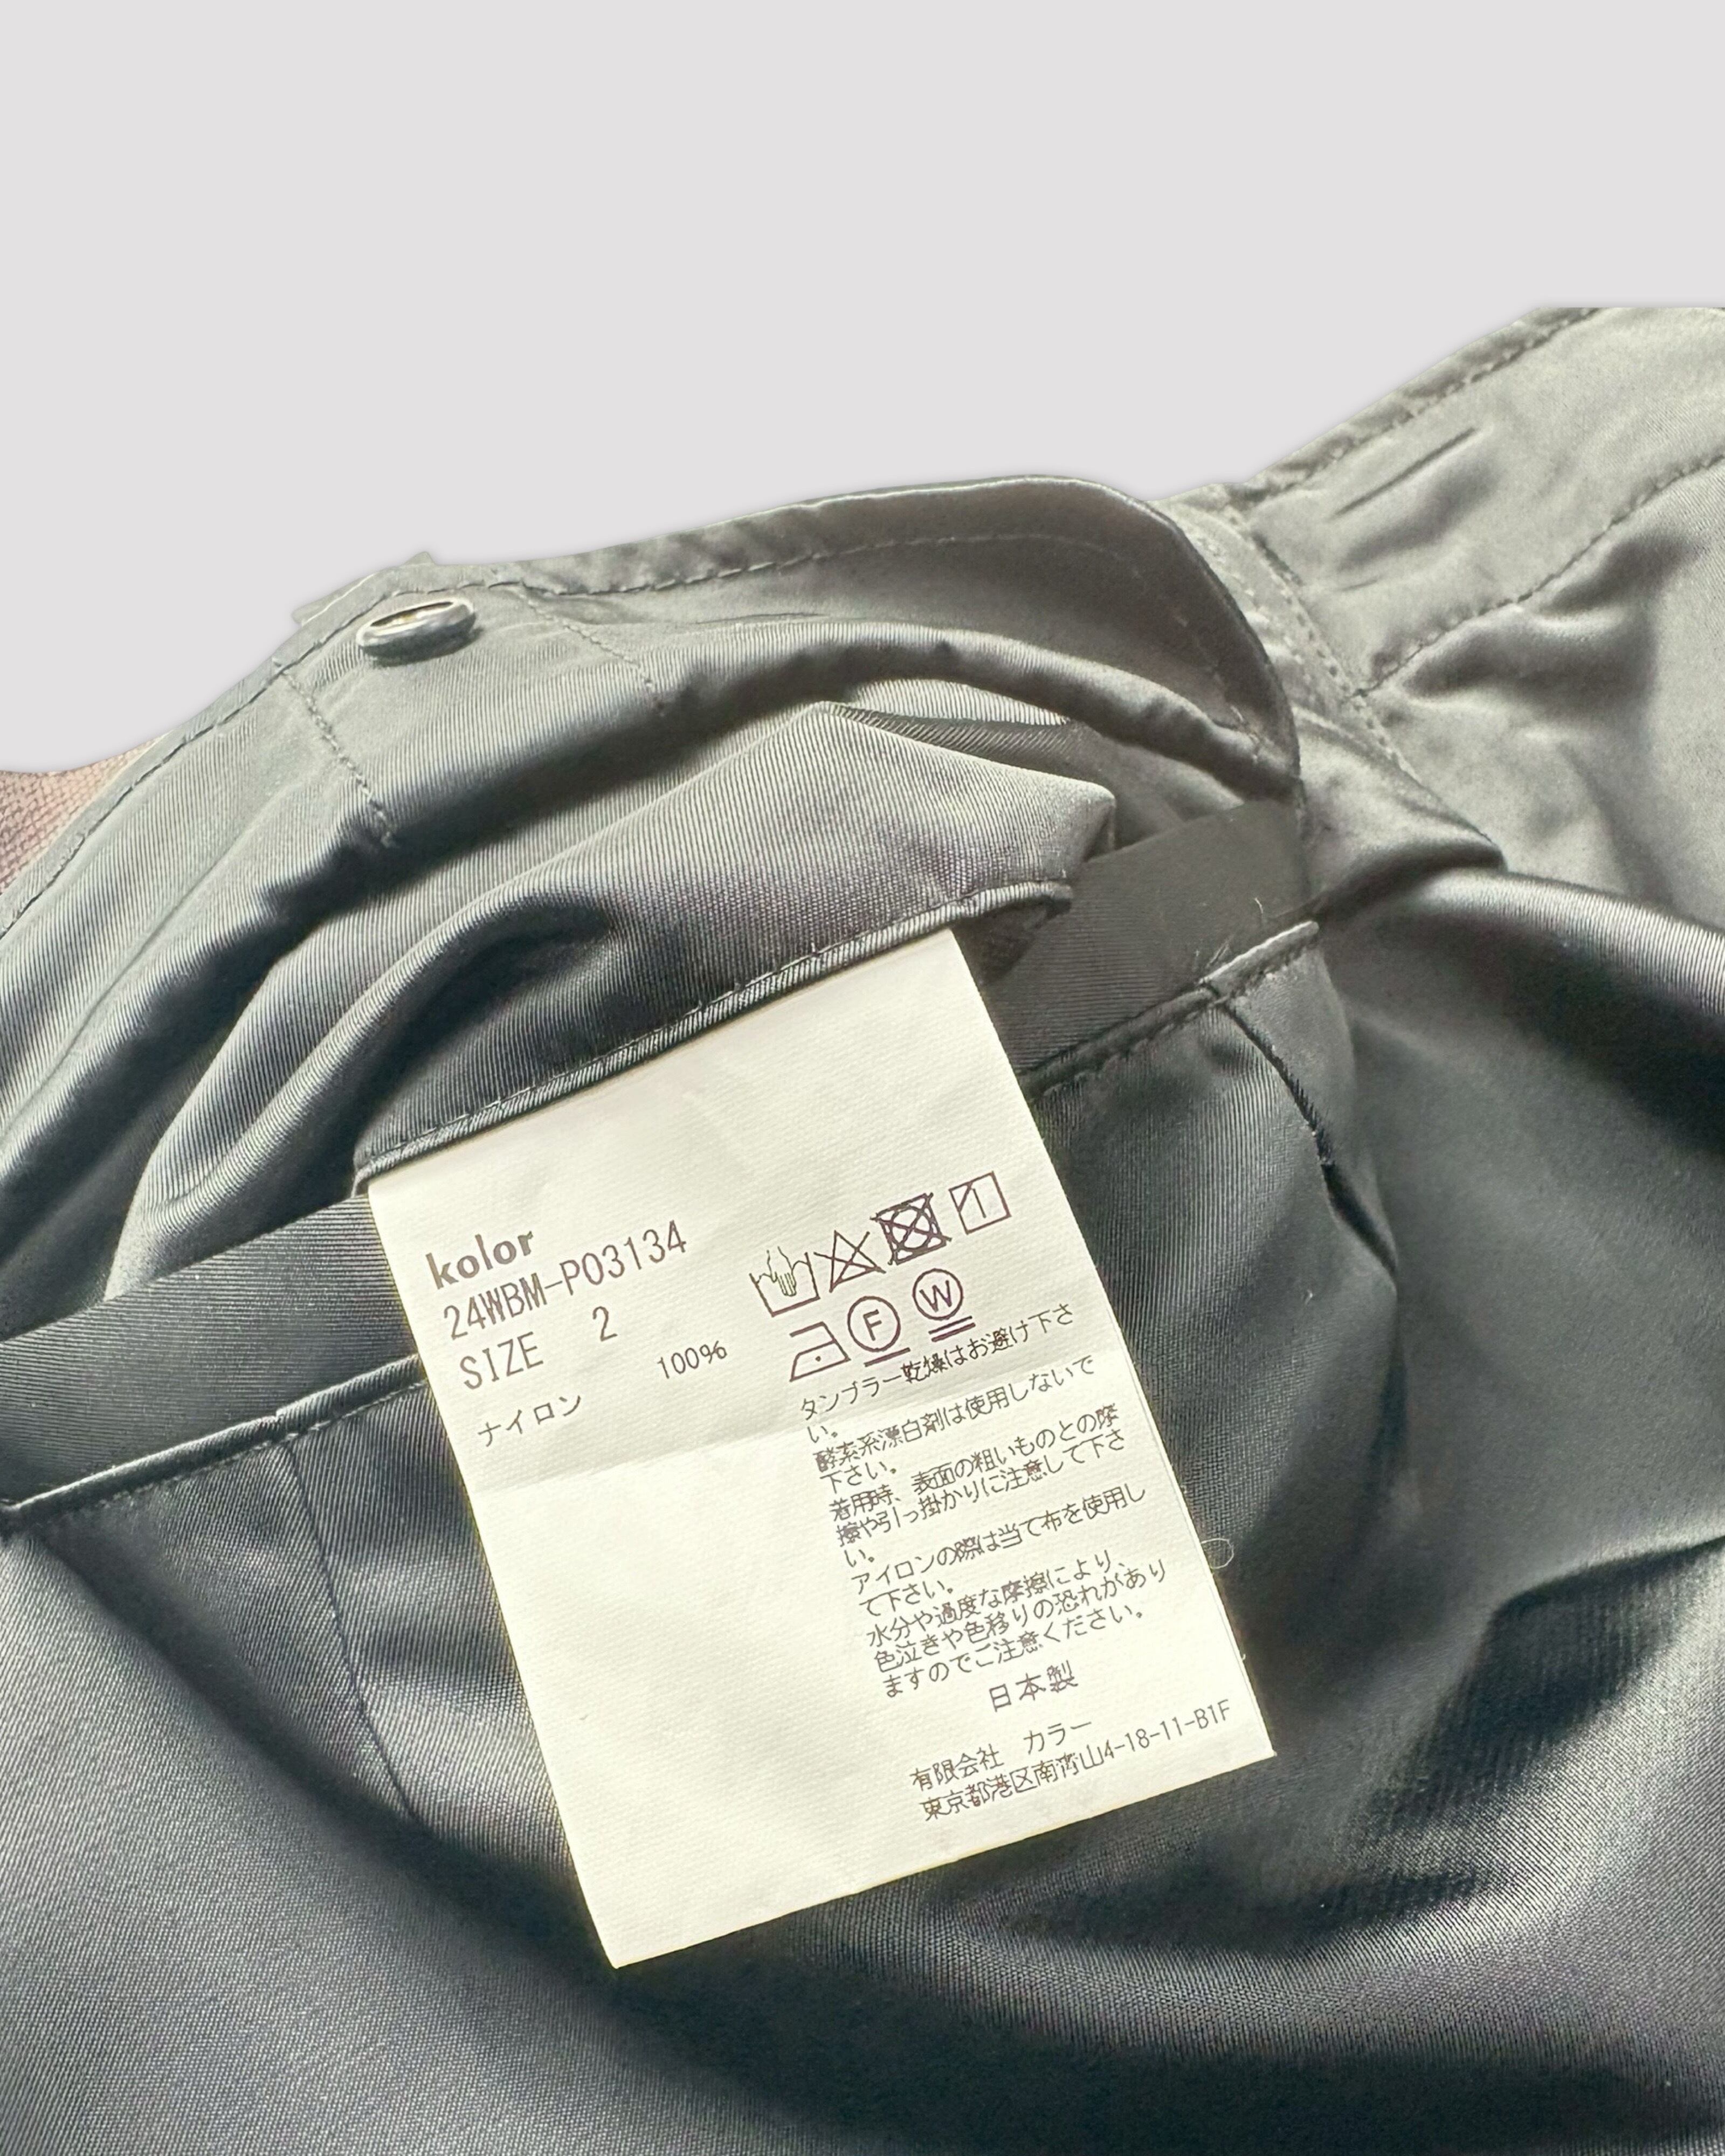 kolor
24WBM-P03134
SIZE 2
ナイロン 100%
F W
タンブラー乾燥はお避け下さ
い。
酵素系漂白剤は使用しないで
下さい。
着用時、表面の粗いものとの摩
擦や引っ掛かりに注意して下さ
い。
アイロンの際は当て布を使用し
て下さい。
水分や過度な摩擦により、
色泣きや色移りの恐れがあり
ますのでご注意ください。
日本製
有限会社 カラー
東京都港区南青山4-18-11-B1F